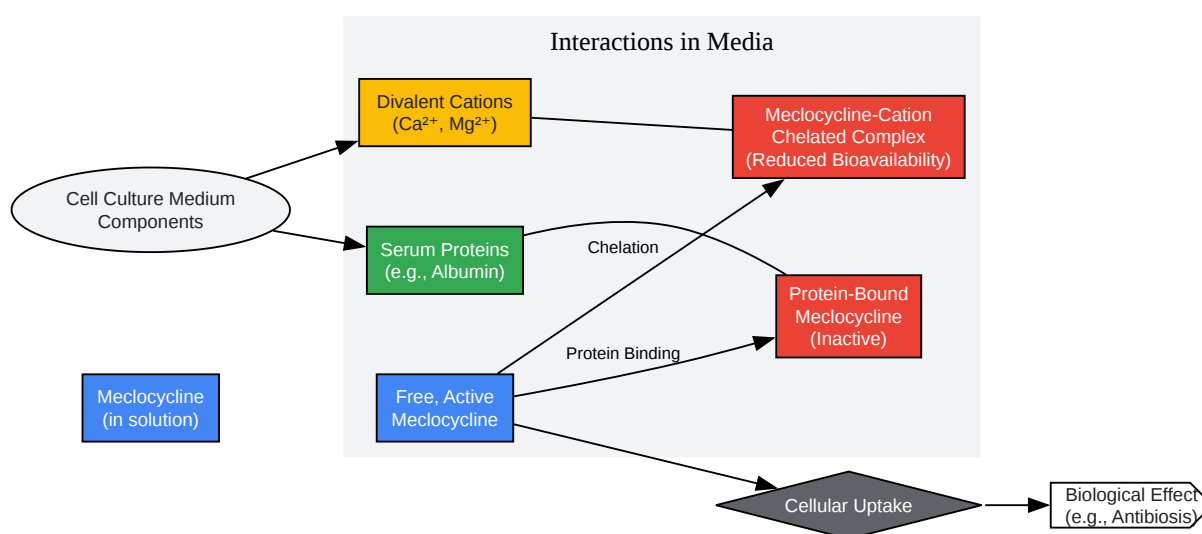 Interactions in Media
Divalent Cations
(Ca²⁺, Mg²⁺)
Meclocycline-Cation
Chelated Complex
(Reduced Bioavailability)
Cell Culture Medium
Components
Serum Proteins
(e.g., Albumin)
Chelation
Protein-Bound
Meclocycline
(Inactive)
Protein Binding
Meclocycline
(in solution)
Free, Active
Meclocycline
Cellular Uptake
Biological Effect
(e.g., Antibiosis)